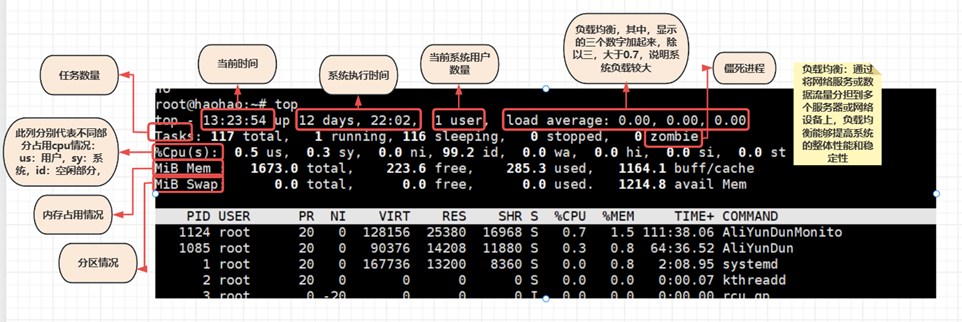 负载均衡，其中，显示
的三个数字加起来，除
以三，大于0.7，说明系
统负载较大
当前时间
当前系统用户
数量
任务数量
系统执行时间
僵死进程
负载均衡：通过
将网络服务或数
据流量分担到多
个服务器或网络
设备上，负载均
衡能够提高系统
的整体性能和稳
定性
此列分别代表不同部
分占用cpu情况：
us：用户，sy：系
统，id：空闲部分，
内存占用情况
分区情况
root@haohao:~# top
top - 13:23:54 up 12 days, 22:02, 1 user, load average: 0.00, 0.00, 0.00
Tasks: 117 total, 1 running, 116 sleeping, 0 stopped, 0 zombie
%Cpu(s): 0.5 us, 0.3 sy, 0.0 ni, 99.2 id, 0.0 wa, 0.0 hi, 0.0 si, 0.0 st
MiB Mem : 1673.0 total, 223.6 free, 285.3 used, 1164.1 buff/cache
MiB Swap: 0.0 total, 0.0 free, 0.0 used. 1214.8 avail Mem
PID USER PR NI VIRT RES SHR S %CPU %MEM TIME+ COMMAND
1124 root 20 0 128156 25380 16968 S 0.7 1.5 111:38.06 AliYunDunMonito
1085 root 20 0 90376 14208 11880 S 0.3 0.8 64:36.52 AliYunDun
1 root 20 0 167736 13200 8360 S 0.0 0.8 2:08.95 systemd
2 root 20 0 0 0 0 S 0.0 0.0 0:00.07 kthreadd
3 root 0 -20 0 0 0 I 0.0 0.0 0:00.00 rcu_gp